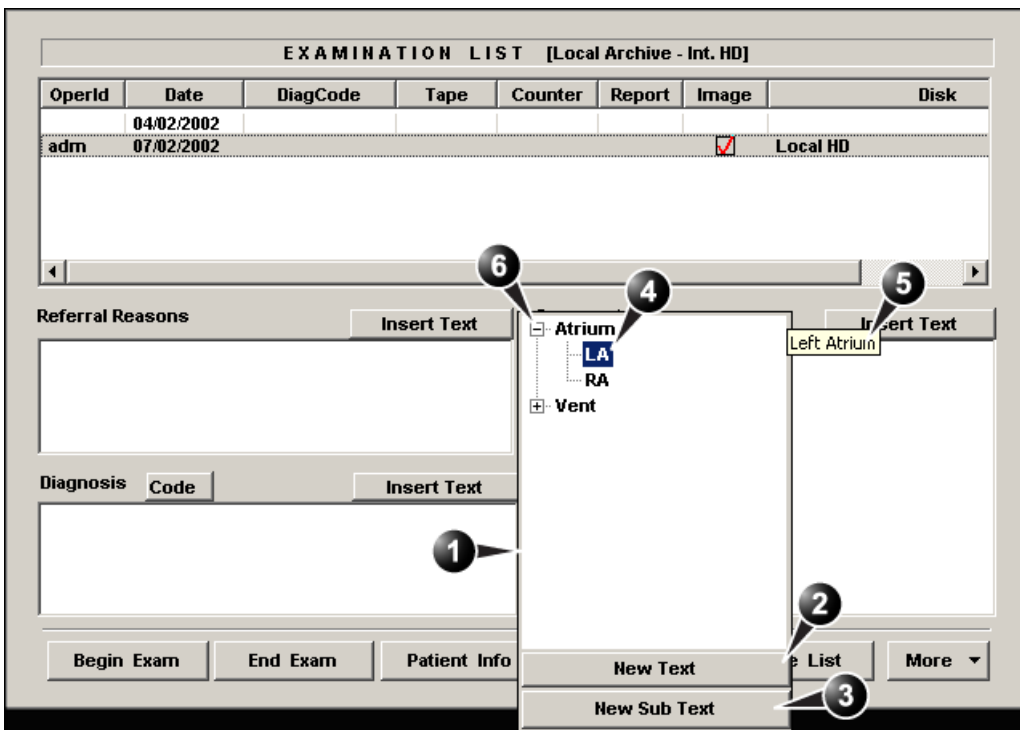 EXAMINATION LIST [Local Archive - Int. HD]
OperId Date DiagCode Tape Counter Report Image Disk
04/02/2002
adm 07/02/2002 Local HD
6
4
5
Referral Reasons Insert Text Insert Text
Atrium
Left Atrium
LA
RA
Vent
Diagnosis Code Insert Text
1
2
Begin Exam End Exam Patient Info List More
New Text
3
New Sub Text